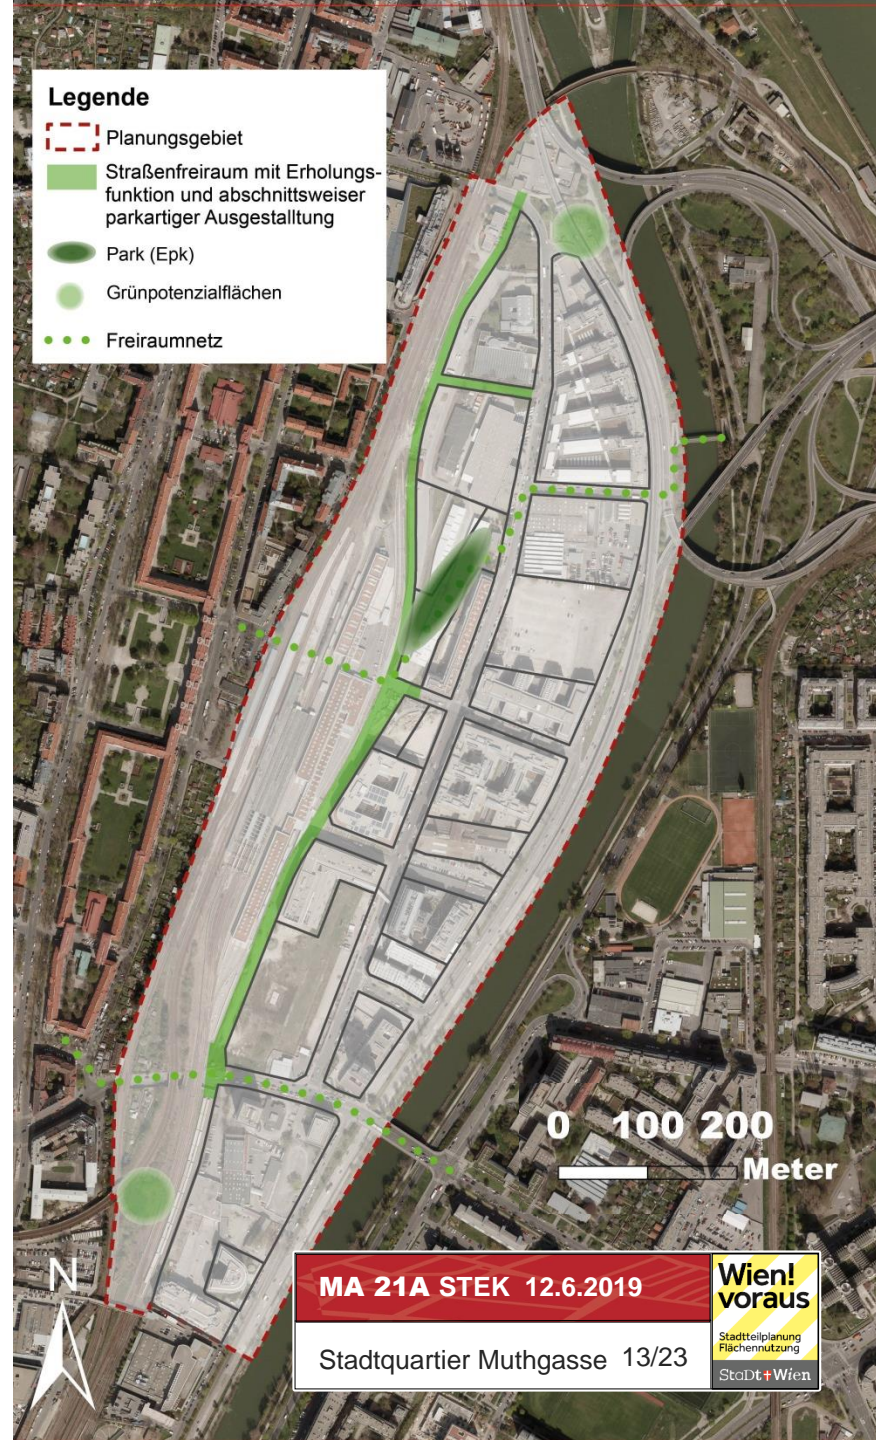 Legende
Planungsgebiet
Straßenfreiraum mit Erholungs-
funktion und abschnittsweiser
parkartiger Ausgestalltung
Park (Epk)
Grünpotenzialflächen
Freiraumnetz
0 100 200
Meter
N
MA 21A STEK 12.6.2019
Stadtquartier Muthgasse 13/23
Wien!
voraus
Stadtteilplanung
Flächennutzung
StaDt Wien